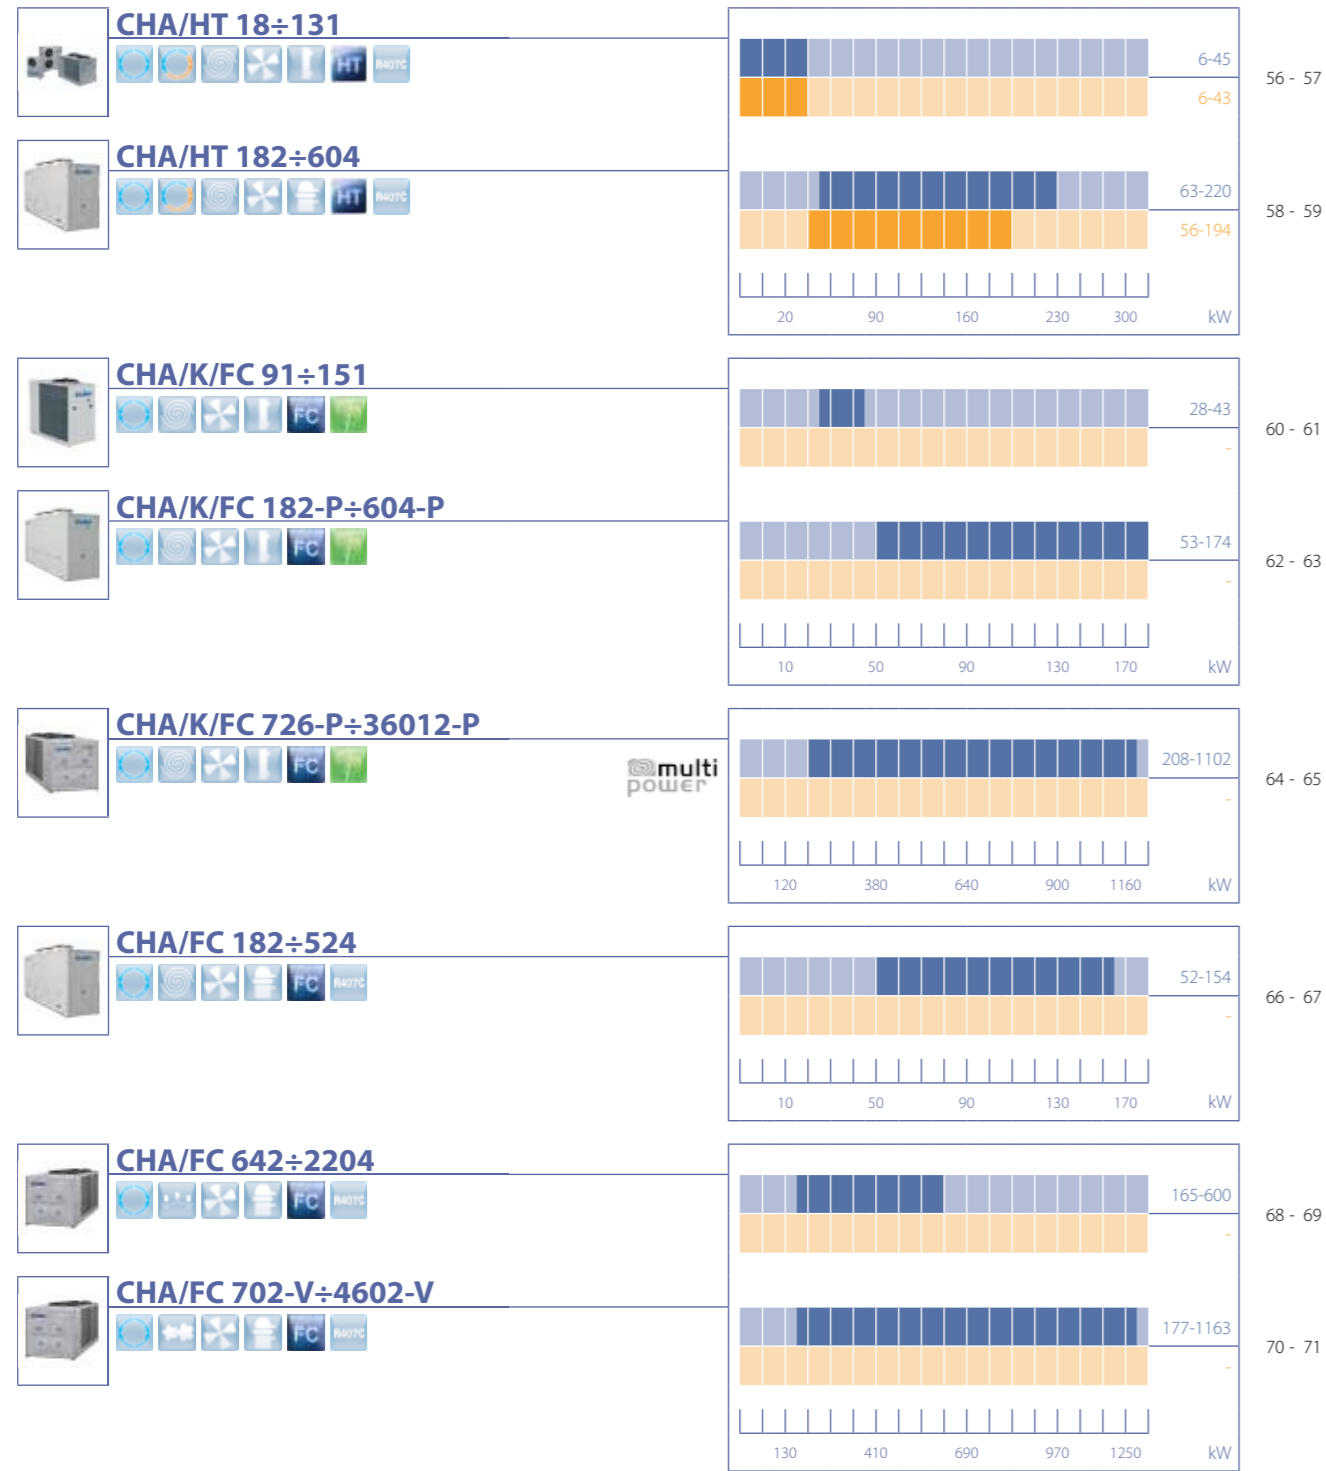 CHA/HT 18÷131
HT R407C
6-45
6-43
56 - 57
CHA/HT 182÷604
HT R407C
63-220
56-194
58 - 59
20 90 160 230 300 kW
CHA/K/FC 91÷151
FC
28-43
-
60 - 61
CHA/K/FC 182-P÷604-P
FC
53-174
-
62 - 63
10 50 90 130 170 kW
CHA/K/FC 726-P÷36012-P
FC
multi
power
208-1102
-
64 - 65
120 380 640 900 1160 kW
CHA/FC 182÷524
FC R407C
52-154
-
66 - 67
10 50 90 130 170 kW
CHA/FC 642÷2204
FC R407C
165-600
-
68 - 69
CHA/FC 702-V÷4602-V
FC R407C
177-1163
-
70 - 71
130 410 690 970 1250 kW